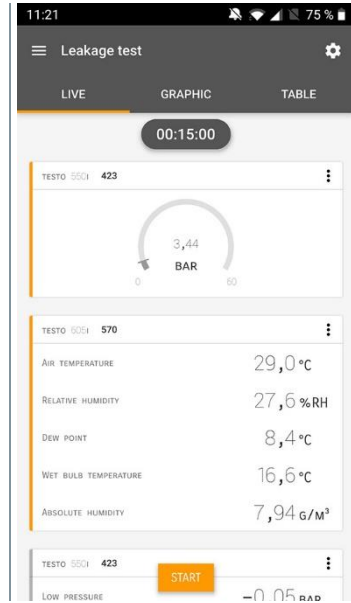 11:21 75 %
Leakage test
LIVE GRAPHIC TABLE
00:15:00
TESTO 550I 423
3,44
BAR
0 60
TESTO 605I 570
AIR TEMPERATURE 29,0 °C
RELATIVE HUMIDITY 27,6 %RH
DEW POINT 8,4 °C
WET BULB TEMPERATURE 16,6 °C
ABSOLUTE HUMIDITY 7,94 G/M³
TESTO 550I 423
START
LOW PRESSURE -0,05 BAR